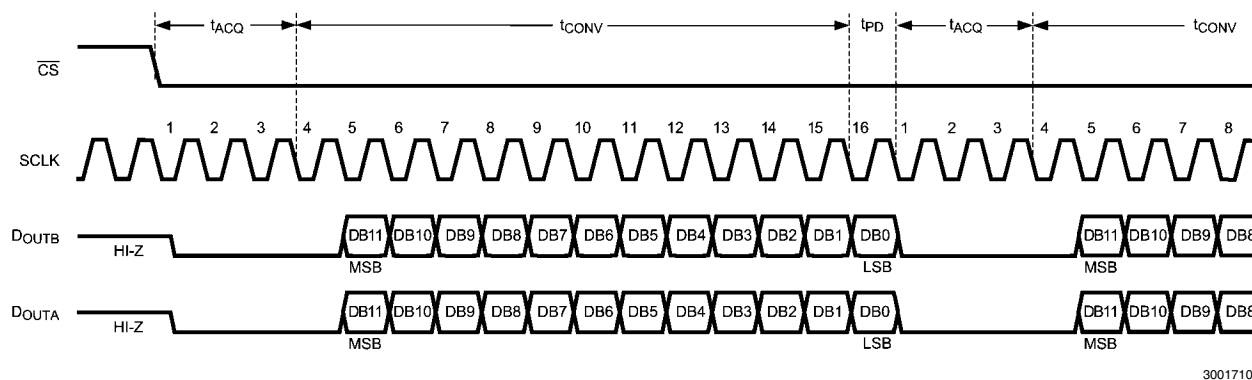 tACQ tCONV tPD tACQ tCONV
CS
1 2 3 4 5 6 7 8 9 10 11 12 13 14 15 16 1 2 3 4 5 6 7 8
SCLK
DOUTB HI-Z DB11 DB10 DB9 DB8 DB7 DB6 DB5 DB4 DB3 DB2 DB1 DB0 DB11 DB10 DB9 DB8
MSB LSB MSB
DOUTA HI-Z DB11 DB10 DB9 DB8 DB7 DB6 DB5 DB4 DB3 DB2 DB1 DB0 DB11 DB10 DB9 DB8
MSB LSB MSB
3001710